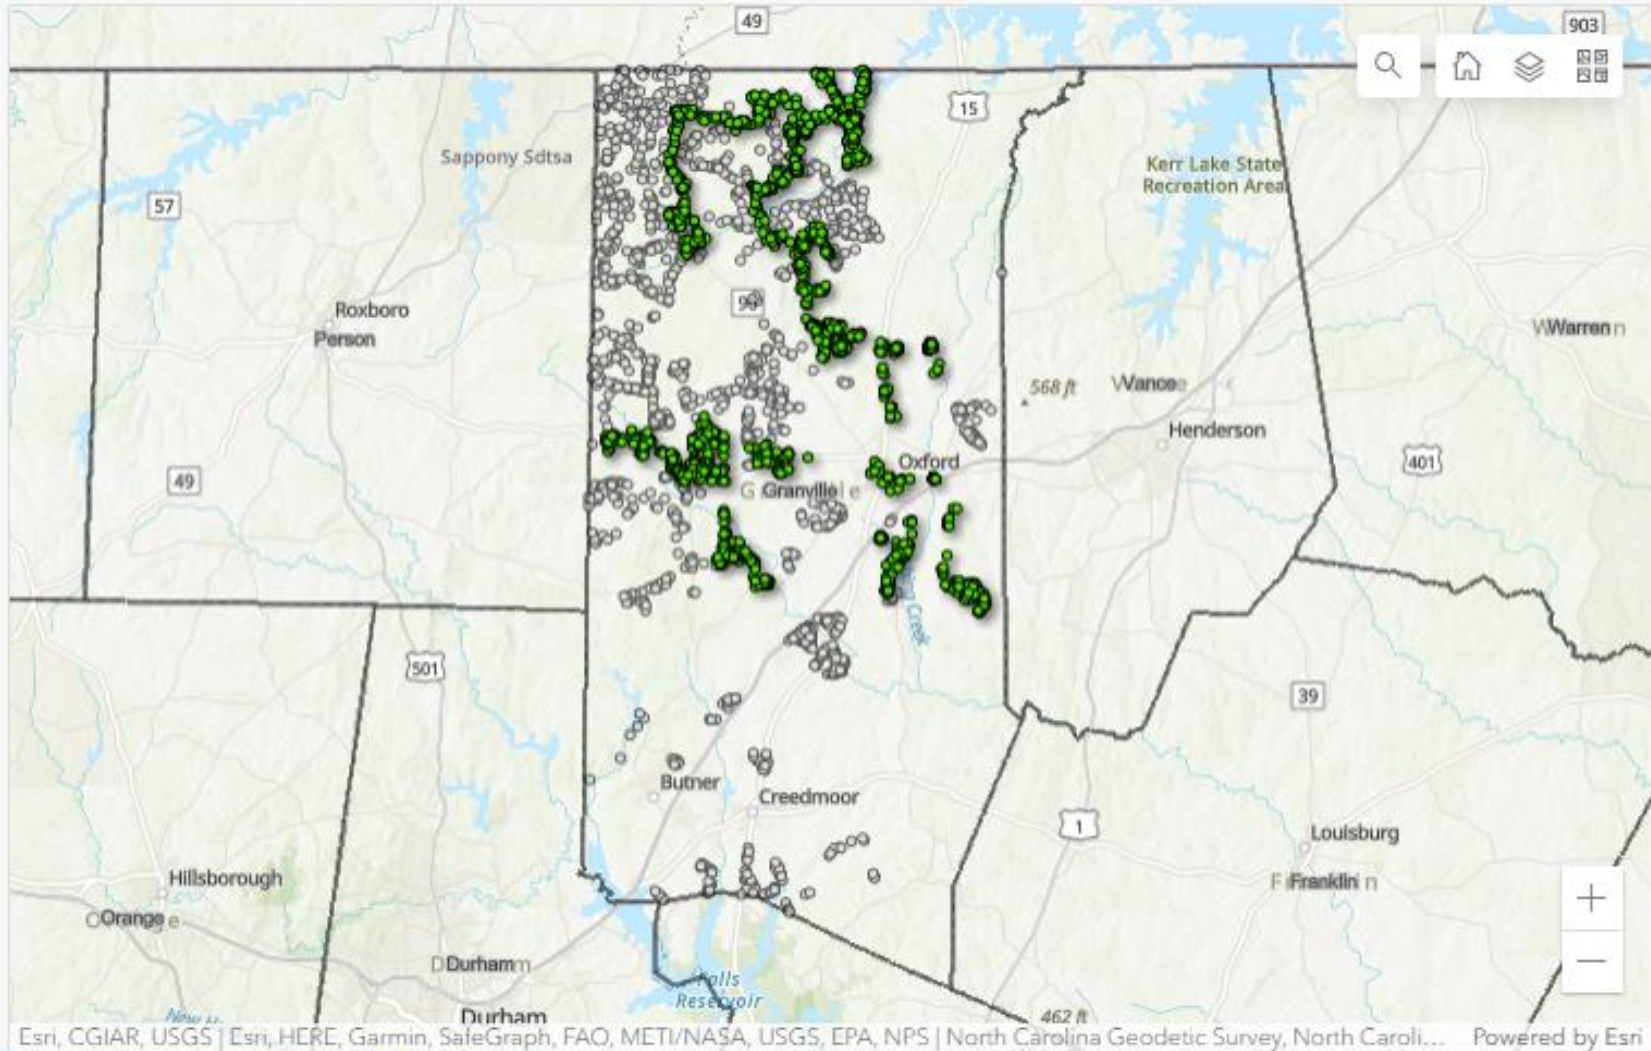 49
903
15
Sappony Sdtsa
Kerr Lake State
Recreation Area
57
Roxboro
Person
96
Warren
568 ft
Vance
Henderson
Oxford
401
49
Granville
Creek
501
39
Butner
Creedmoor
1
Louisburg
Hillsborough
Franklin
Orange
Durham
Falls
Reservoir
Durham
462 ft
Esri, CGIAR, USGS | Esri, HERE, Garmin, SafeGraph, FAO, METI/NASA, USGS, EPA, NPS | North Carolina Geodetic Survey, North Caroli... Powered by Esri